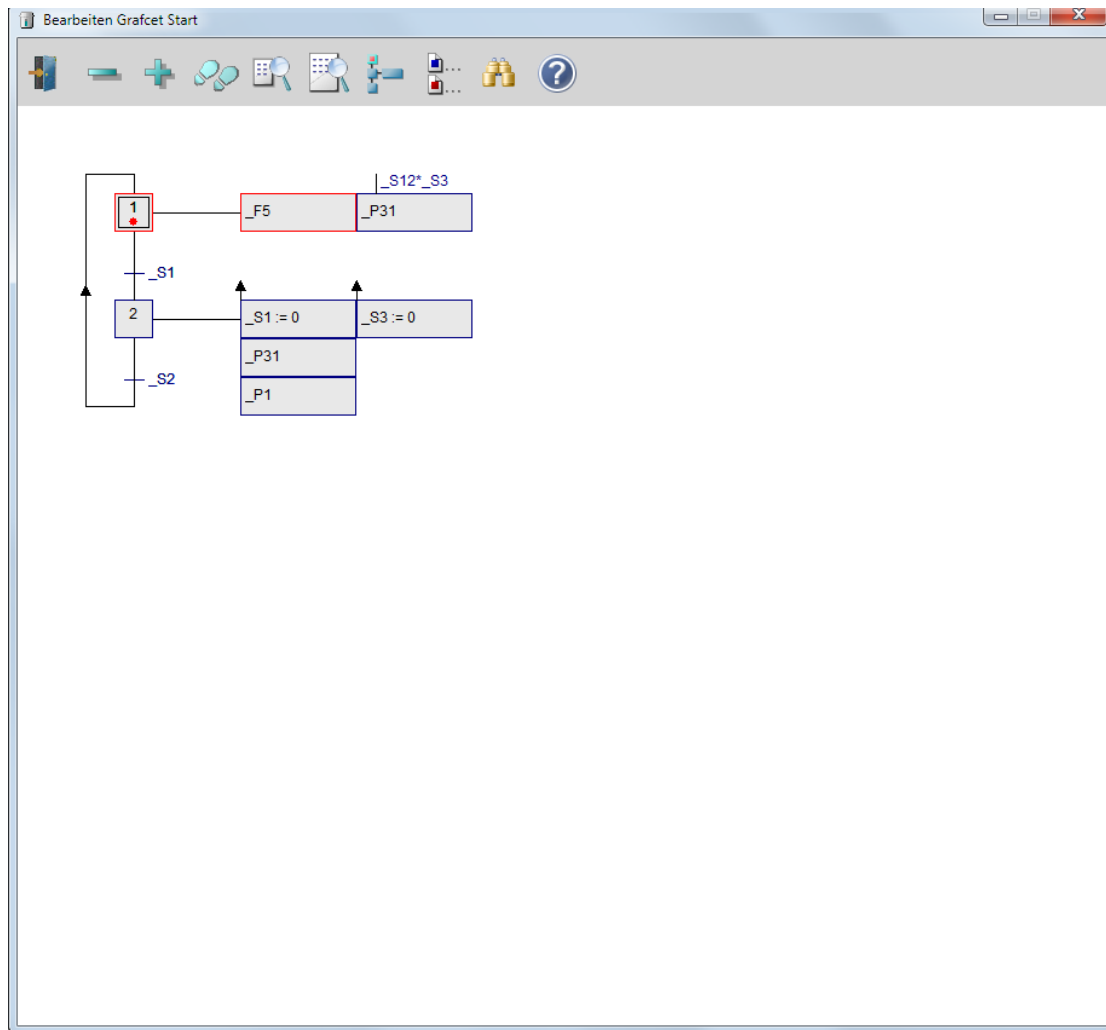 Bearbeiten Grafcet Start
_S12*_S3
1 _F5 _P31
_S1
2 _S1 := 0 _S3 := 0
_P31
_S2
_P1